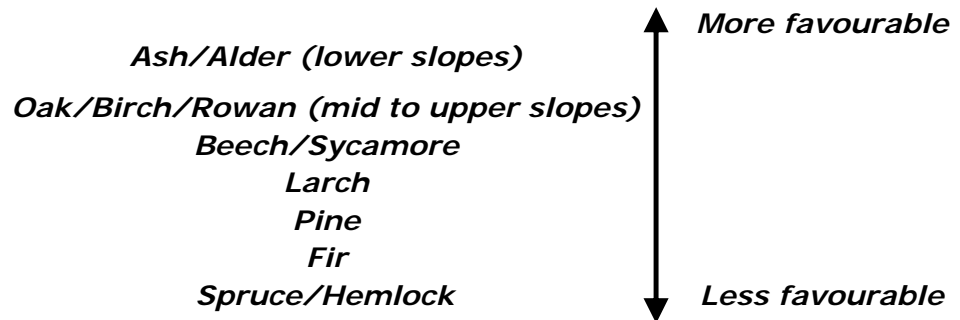 More favourable
Ash/Alder (lower slopes)
Oak/Birch/Rowan (mid to upper slopes)
Beech/Sycamore
Larch
Pine
Fir
Spruce/Hemlock
Less favourable